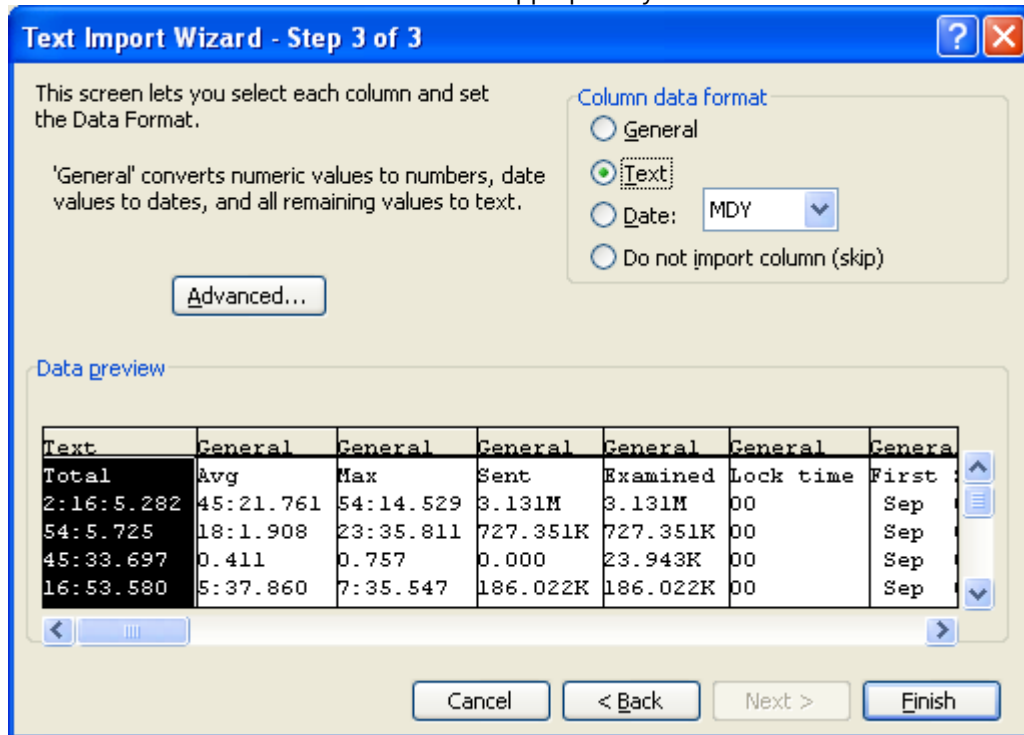 Text Import Wizard - Step 3 of 3
This screen lets you select each column and set
the Data Format.
'General' converts numeric values to numbers, date
values to dates, and all remaining values to text.
Advanced...
Column data format
General
Text
Date: MDY
Do not import column (skip)
Data preview
Text General General General General General Genera
Total Avg Max Sent Examined Lock time First
2:16:5.282 45:21.761 54:14.529 3.131M 3.131M 00 Sep
54:5.725 18:1.908 23:35.811 727.351K 727.351K 00 Sep
45:33.697 0.411 0.757 0.000 23.943K 00 Sep
16:53.580 5:37.860 7:35.547 186.022K 186.022K 00 Sep
Cancel < Back Next > Finish